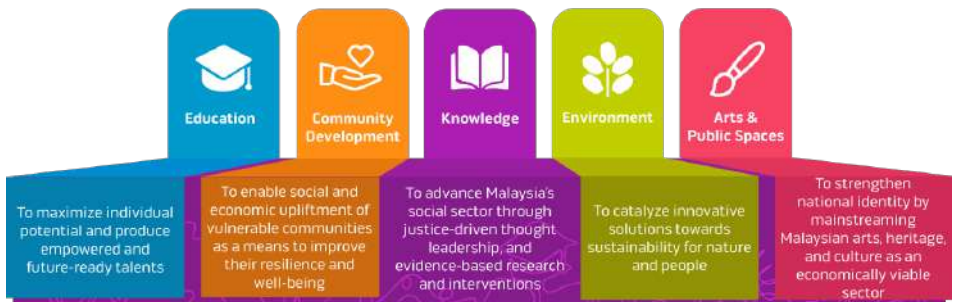 Education
Community
Development
Knowledge
Environment
Arts &
Public Spaces
To maximize individual
potential and produce
empowered and
future-ready talents
To enable social and
economic upliftment of
vulnerable communities
as a means to improve
their resilience and
well-being
To advance Malaysia's
social sector through
justice-driven thought
leadership, and
evidence-based research
and interventions
To catalyze innovative
solutions towards
sustainability for nature
and people
To strengthen
national identity by
mainstreaming
Malaysian arts, heritage,
and culture as an
economically viable
sector